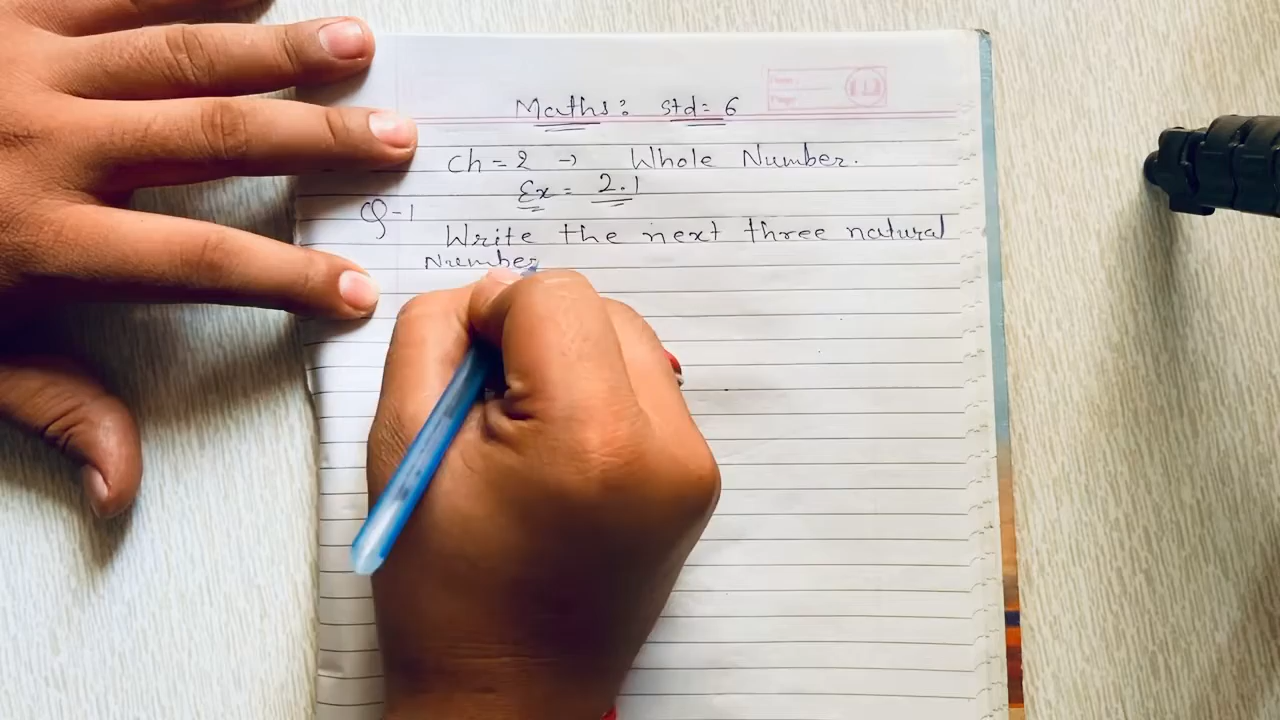 Maths: Std= 6
Ch = 2 → Whole Number.
Ex = 2.1
Q-1
Write the next three natural
Number